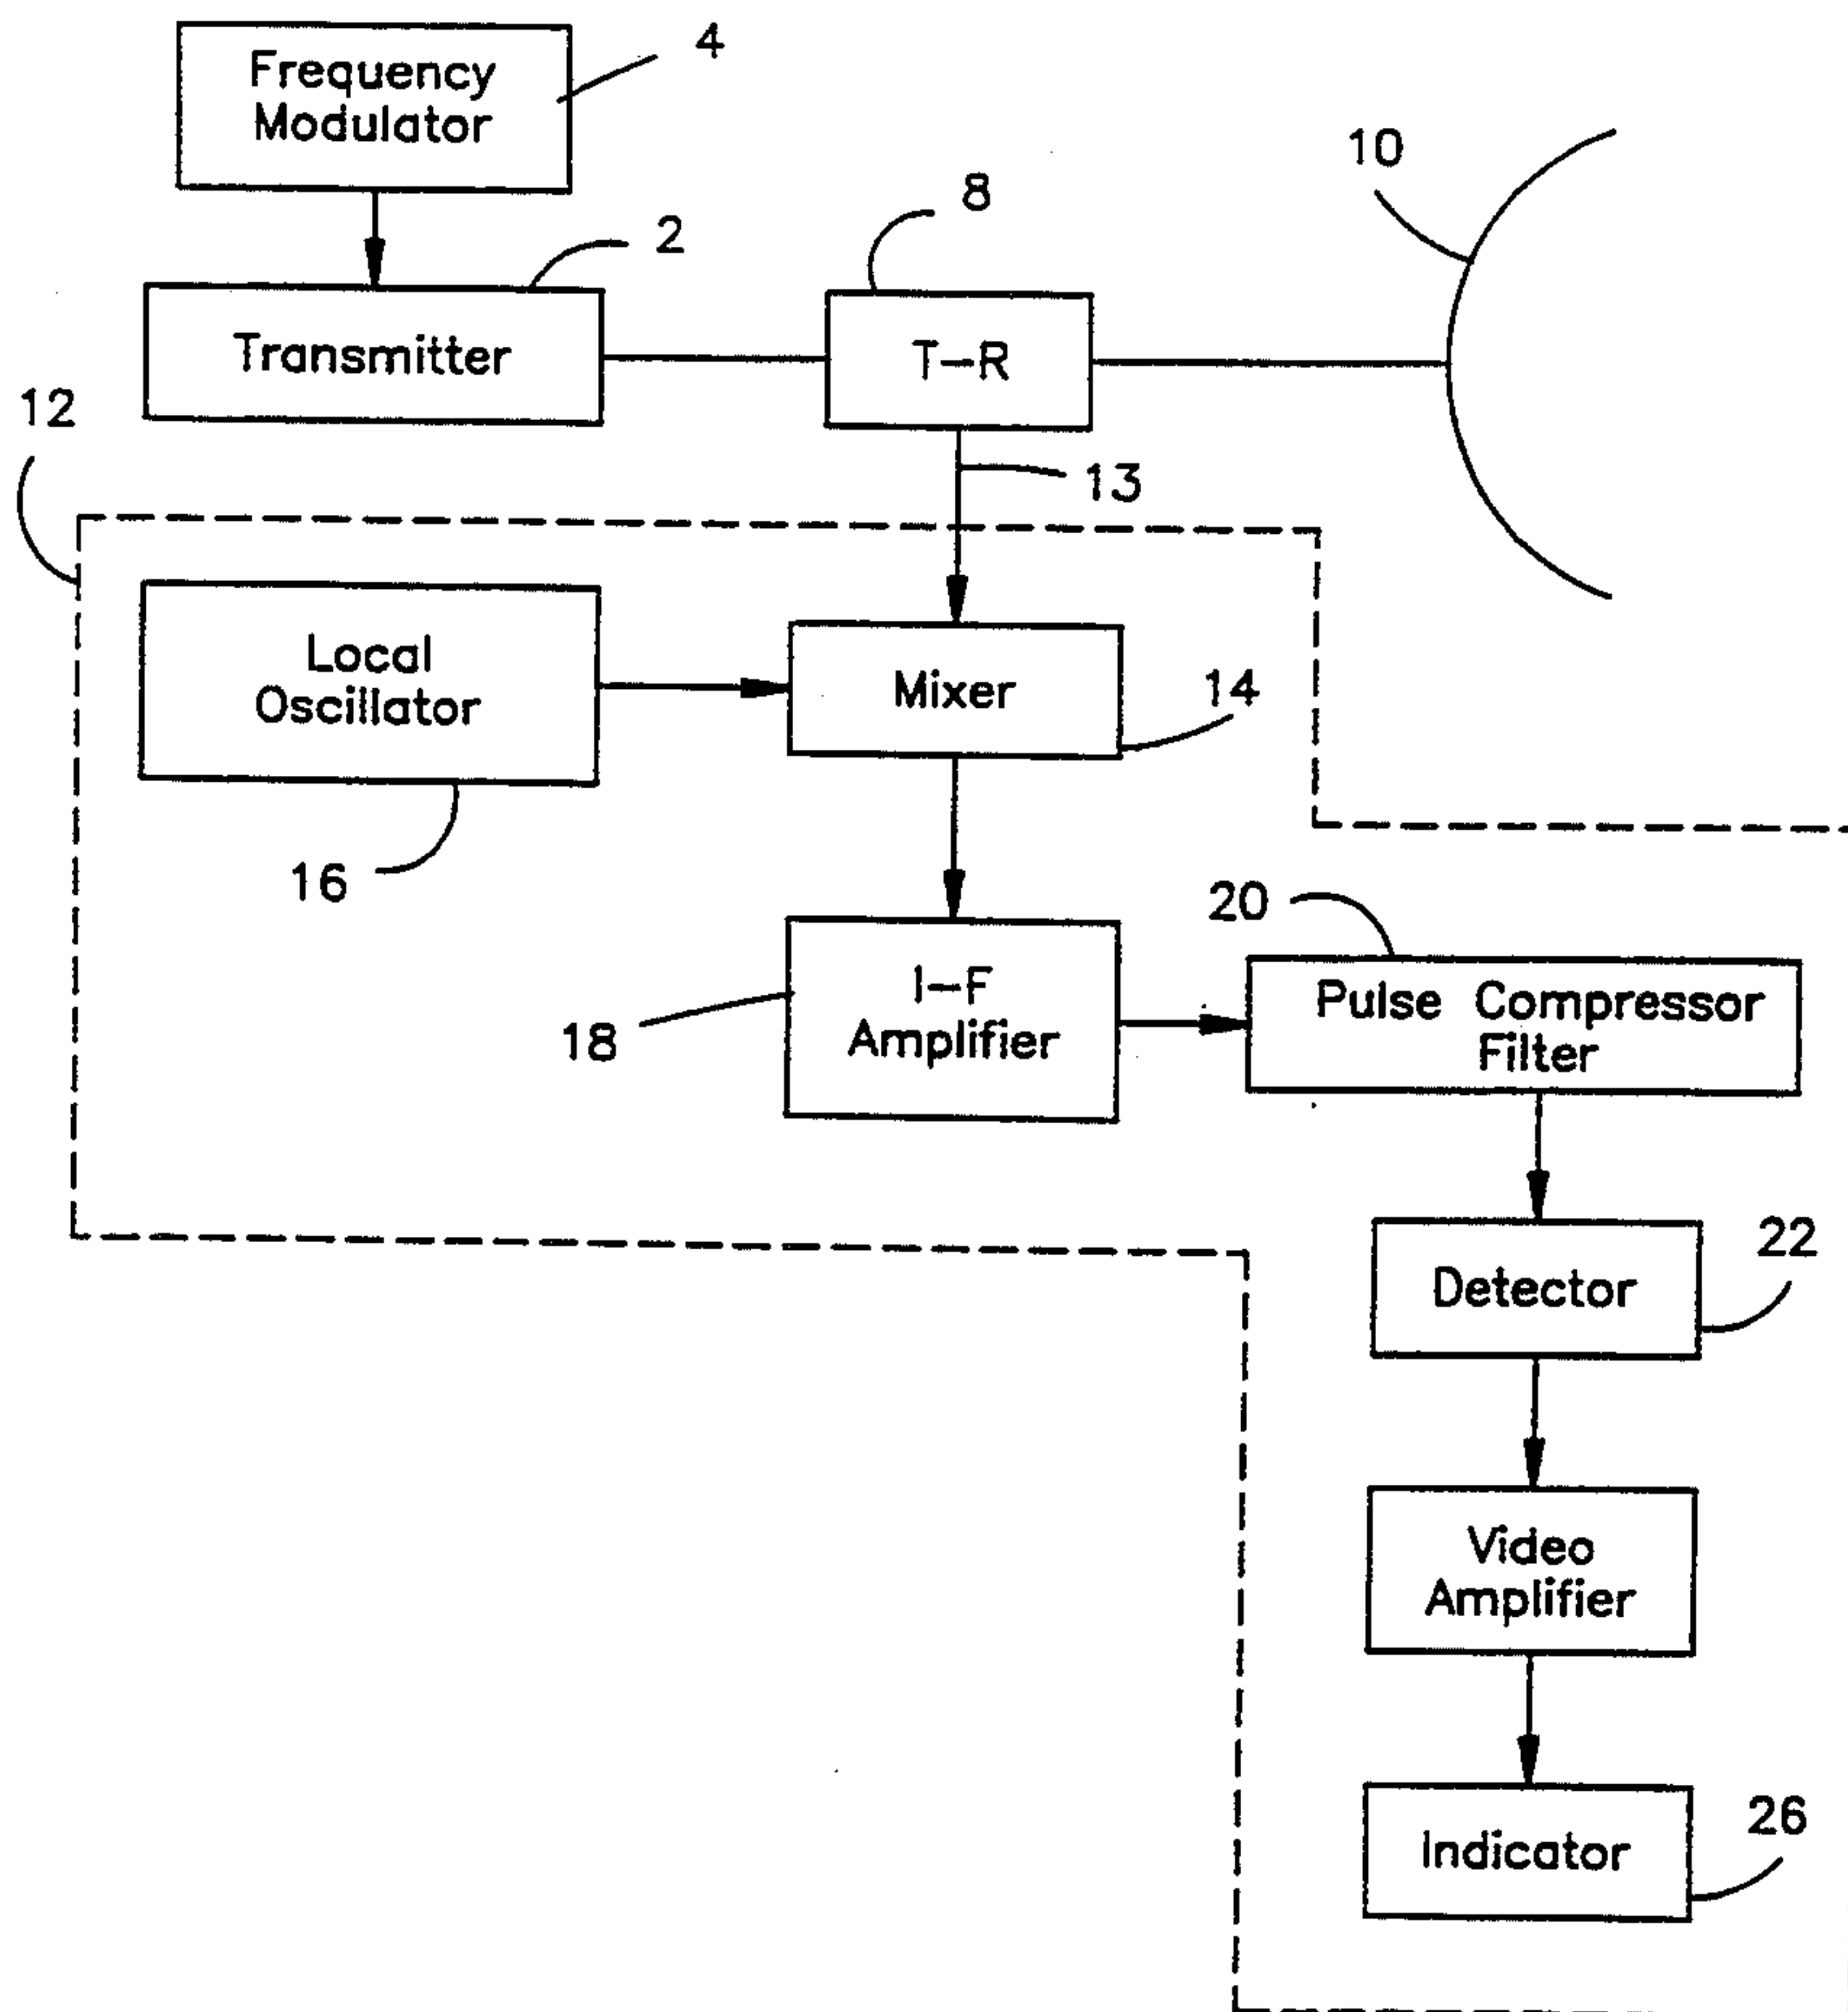 Frequency
Modulator
4
2
Transmitter
8
T-R
10
12
13
Local
Oscillator
16
Mixer
14
I-F
Amplifier
18
20
Pulse Compressor
Filter
22
Detector
Video
Amplifier
Indicator
26